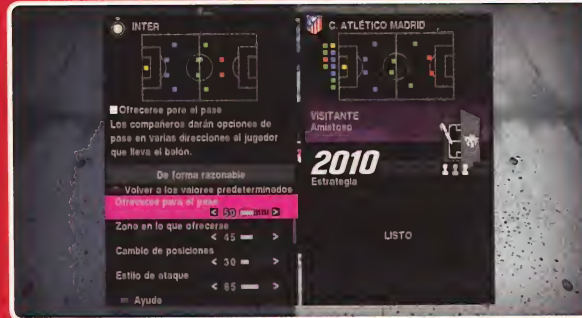 INTER
Ofrecerse para el pase
Los compañeros darán opciones de
pase en varias direcciones al jugador
que lleva el balón.
De forma razonable
Volver a los valores predeterminados
Ofrecerse para el pase
< 50 >
Zona en la que ofrecerse
< 45 >
Cambio de posiciones
< 30 >
Estilo de ataque
< 65 >
Ayuda
C. ATLÉTICO MADRID
VISITANTE
Amistoso
2010
Estrategia
LISTO